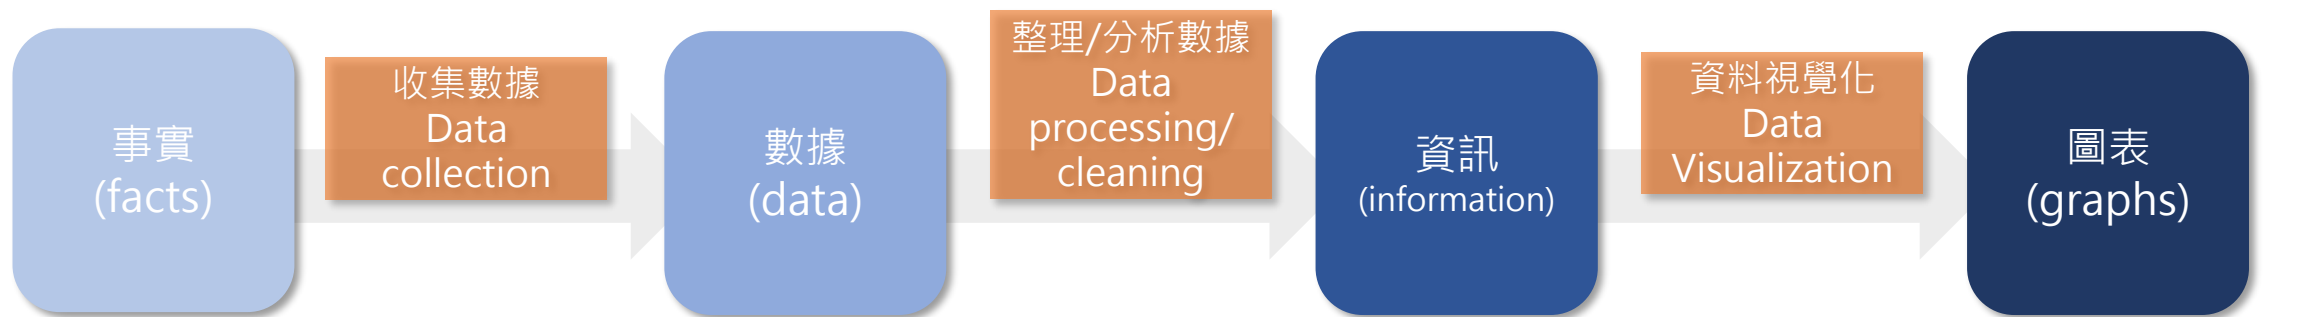 事實
(facts)
收集數據
Data
collection
數據
(data)
整理/分析數據
Data
processing/
cleaning
資訊
(information)
資料視覺化
Data
Visualization
圖表
(graphs)